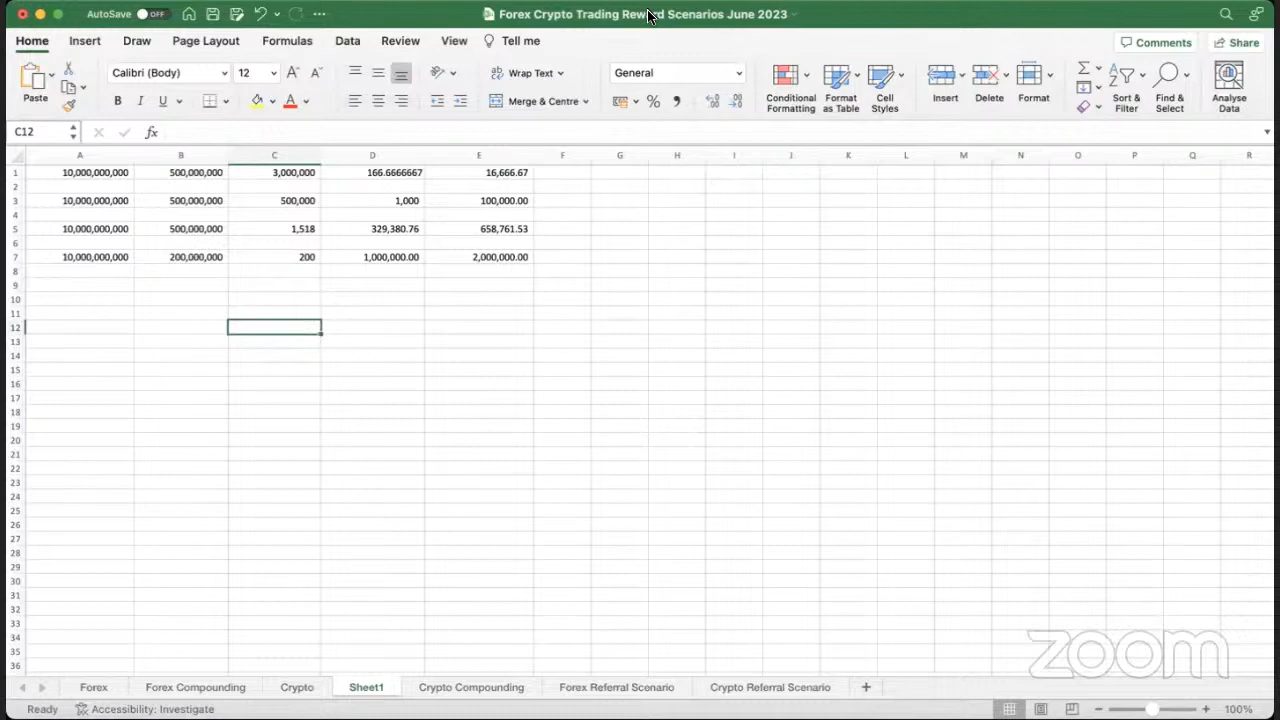 AutoSave OFF
Forex Crypto Trading Reward Scenarios June 2023
Home Insert Draw Page Layout Formulas Data Review View Tell me
Comments Share
Paste
Calibri (Body) 12
B I U
Wrap Text
Merge & Centre
General
Conditional Formatting
Format as Table
Cell Styles
Insert Delete Format
Sort & Filter
Find & Select
Analyse Data
C12 fx
A B C D E F G H I J K L M N O P Q R
1 10,000,000,000 500,000,000 3,000,000 166.6666667 16,666.67
2
3 10,000,000,000 500,000,000 500,000 1,000 100,000.00
4
5 10,000,000,000 500,000,000 1,518 329,380.76 658,761.53
6
7 10,000,000,000 200,000,000 200 1,000,000.00 2,000,000.00
8
9
10
11
12
13
14
15
16
17
18
19
20
21
22
23
24
25
26
27
28
29
30
31
32
33
34
35
36
zoom
Forex Forex Compounding Crypto Sheet1 Crypto Compounding Forex Referral Scenario Crypto Referral Scenario +
Ready Accessibility: Investigate 100%